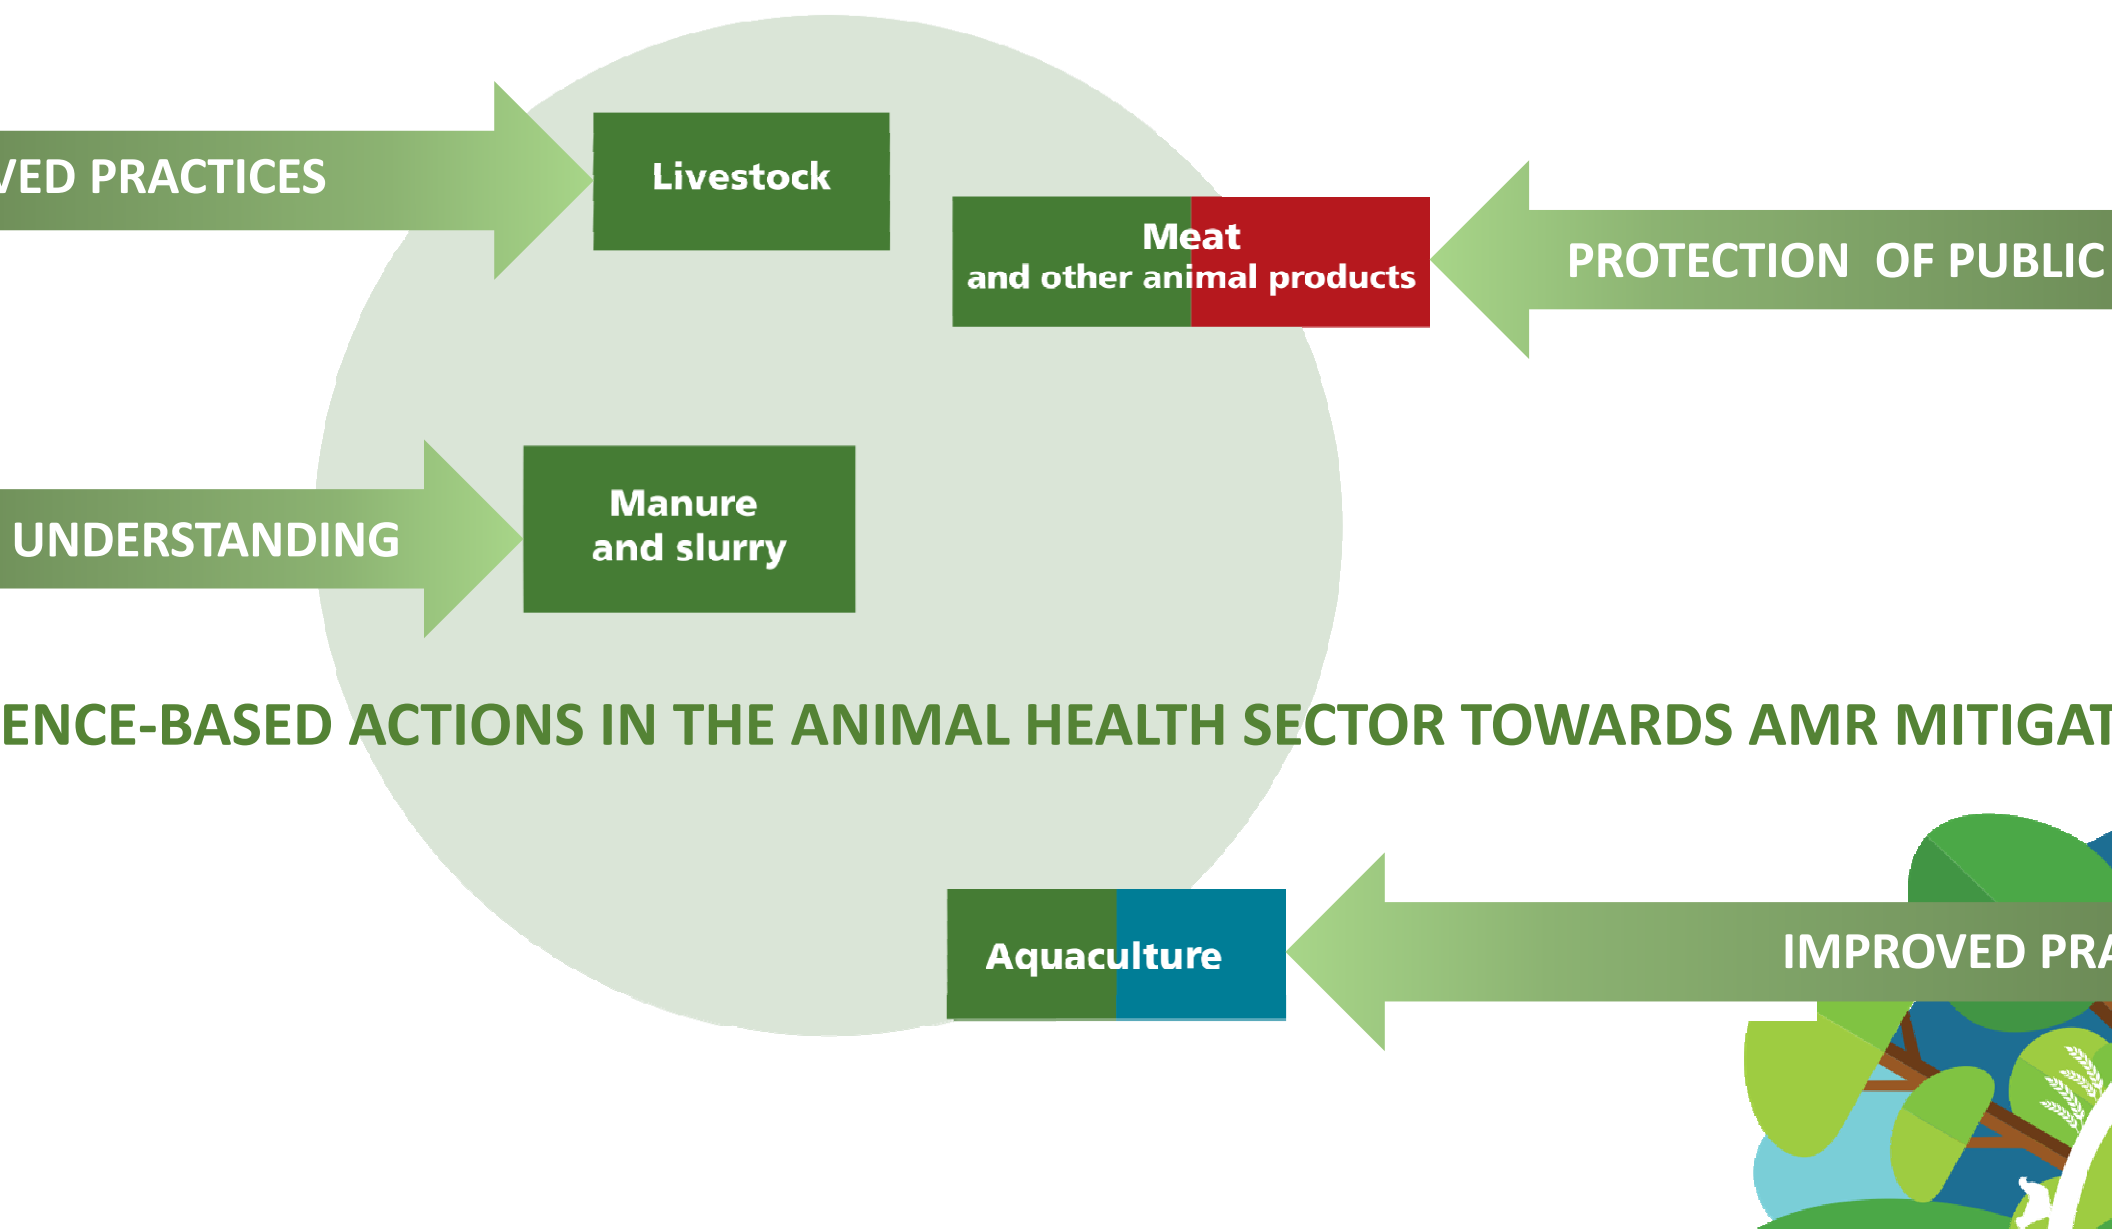 VED PRACTICES
Livestock
Meat
and other animal products
PROTECTION OF PUBLIC
UNDERSTANDING
Manure
and slurry
ENCE-BASED ACTIONS IN THE ANIMAL HEALTH SECTOR TOWARDS AMR MITIGAT
Aquaculture
IMPROVED PRA